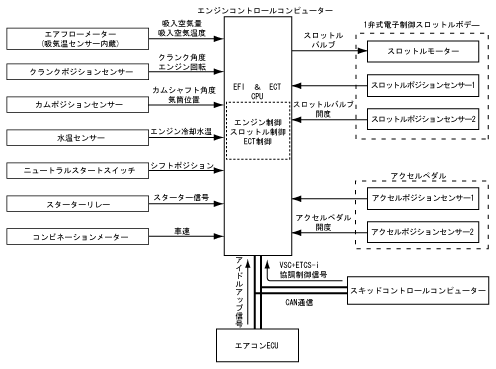 エンジンコントロールコンピューター
エアフローメーター
(吸気温センサー内蔵)
吸入空気量
吸入空気温度
クランクポジションセンサー
クランク角度
エンジン回転
カムポジションセンサー
カムシャフト角度
気筒位置
水温センサー
エンジン冷却水温
ニュートラルスタートスイッチ
シフトポジション
スターターリレー
スターター信号
コンビネーションメーター
車速
EFI & ECT
CPU
エンジン制御
スロットル制御
ECT制御
スロットル
バルブ
1弁式電子制御スロットルボデー
スロットルモーター
スロットルポジションセンサー1
スロットルバルブ
開度
スロットルポジションセンサー2
アクセルペダル
アクセルポジションセンサー1
アクセルペダル
開度
アクセルポジションセンサー2
アイドルアップ信号
VSC+ETCS-i
協調制御信号
CAN通信
スキッドコントロールコンピューター
エアコンECU